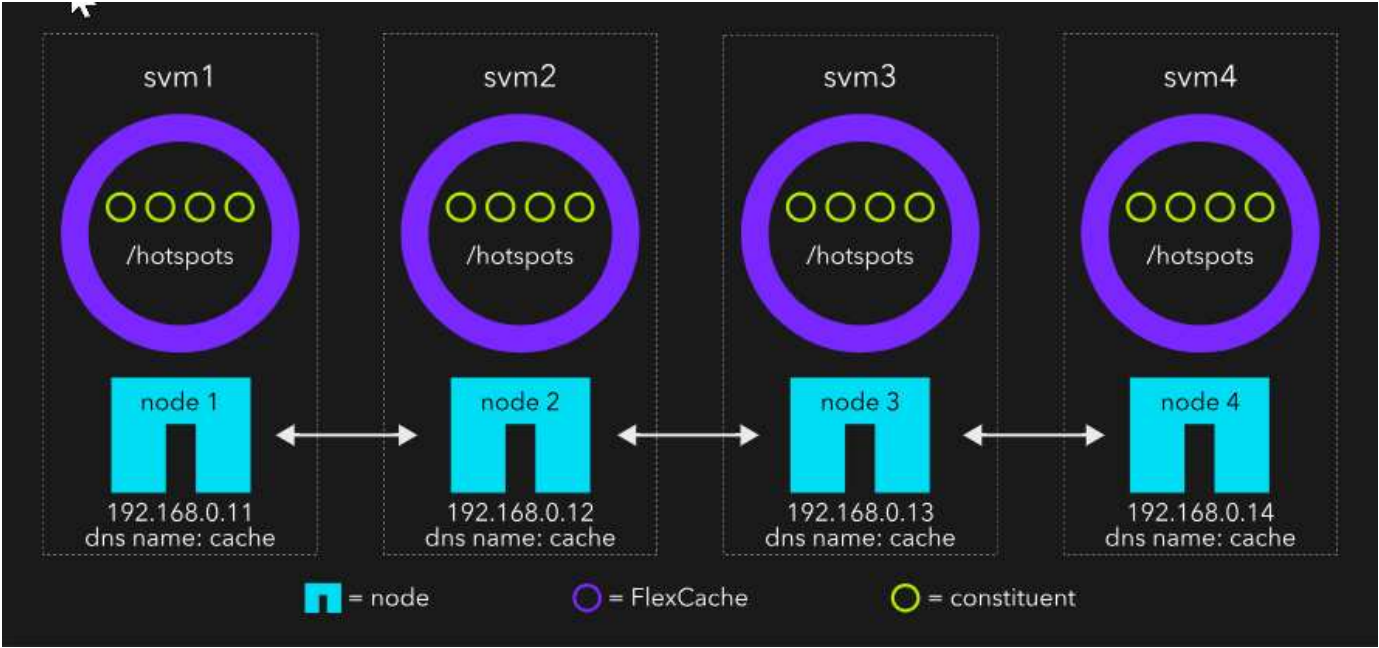 svm1
/hotspots
node 1
192.168.0.11
dns name: cache
svm2
/hotspots
node 2
192.168.0.12
dns name: cache
svm3
/hotspots
node 3
192.168.0.13
dns name: cache
svm4
/hotspots
node 4
192.168.0.14
dns name: cache
= node
= FlexCache
= constituent